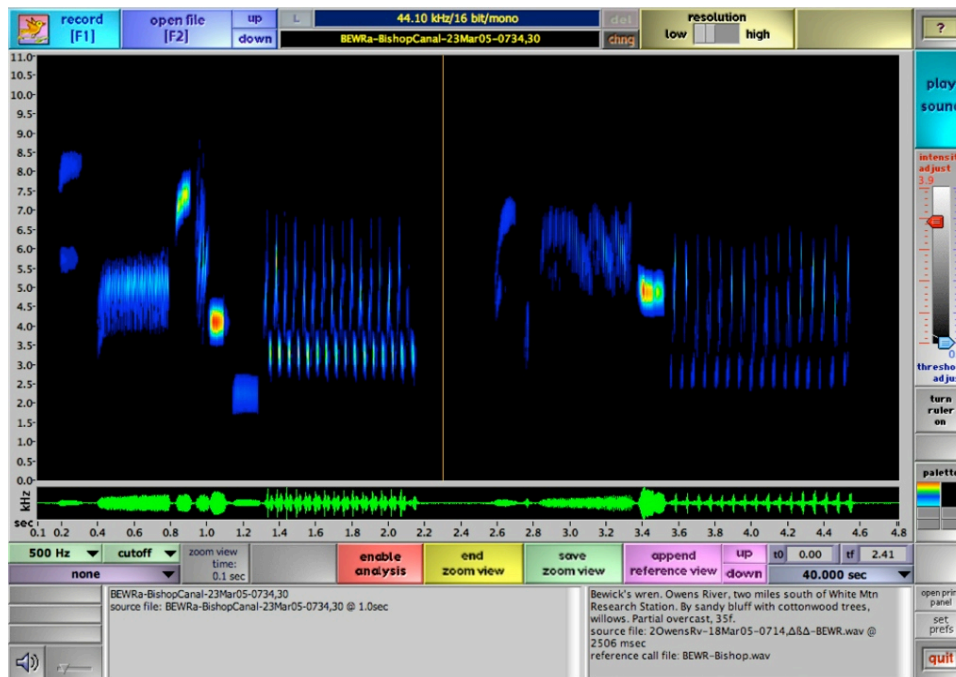 record
[F1]
open file
[F2]
up
down
L
44.10 kHz/16 bit/mono
BEWRa-BishopCanal-23Mar05-0734,30
del
chng
resolution
low
high
?
11.0
10.5
10.0
9.5
9.0
8.5
8.0
7.5
7.0
6.5
6.0
5.5
5.0
4.5
4.0
3.5
3.0
2.5
2.0
1.5
1.0
0.5
0.0
kHz
sec
0.1 0.2 0.4 0.6 0.8 1.0 1.2 1.4 1.6 1.8 2.0 2.2 2.4 2.6 2.8 3.0 3.2 3.4 3.6 3.8 4.0 4.2 4.4 4.6 4.8
play
sound
intensit
adjust
3.9
0.
thresho
adju
turn
ruler
on
palette
500 Hz
cutoff
none
zoom view
time:
0.1 sec
enable
analysis
end
zoom view
save
zoom view
append
reference view
up
down
t0 0.00 tf 2.41
40.000 sec
BEWRa-BishopCanal-23Mar05-0734,30
source file: BEWRa-BishopCanal-23Mar05-0734,30 @ 1.0sec
Bewick's wren. Owens River, two miles south of White Mtn
Research Station. By sandy bluff with cottonwood trees,
willows. Partial overcast, 35f.
source file: 2OwensRv-18Mar05-0714,∆ß∆-BEWR.wav @
2506 msec
reference call file: BEWR-Bishop.wav
open prin
panel
set
prefs
quit